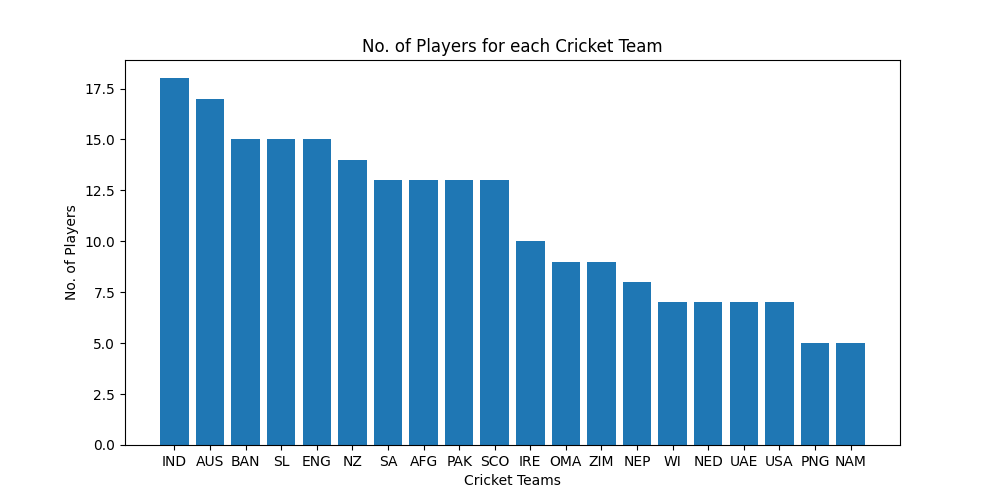 No. of Players for each Cricket Team
No. of Players
17.5
15.0
12.5
10.0
7.5
5.0
2.5
0.0
IND AUS BAN SL ENG NZ SA AFG PAK SCO IRE OMA ZIM NEP WI NED UAE USA PNG NAM
Cricket Teams